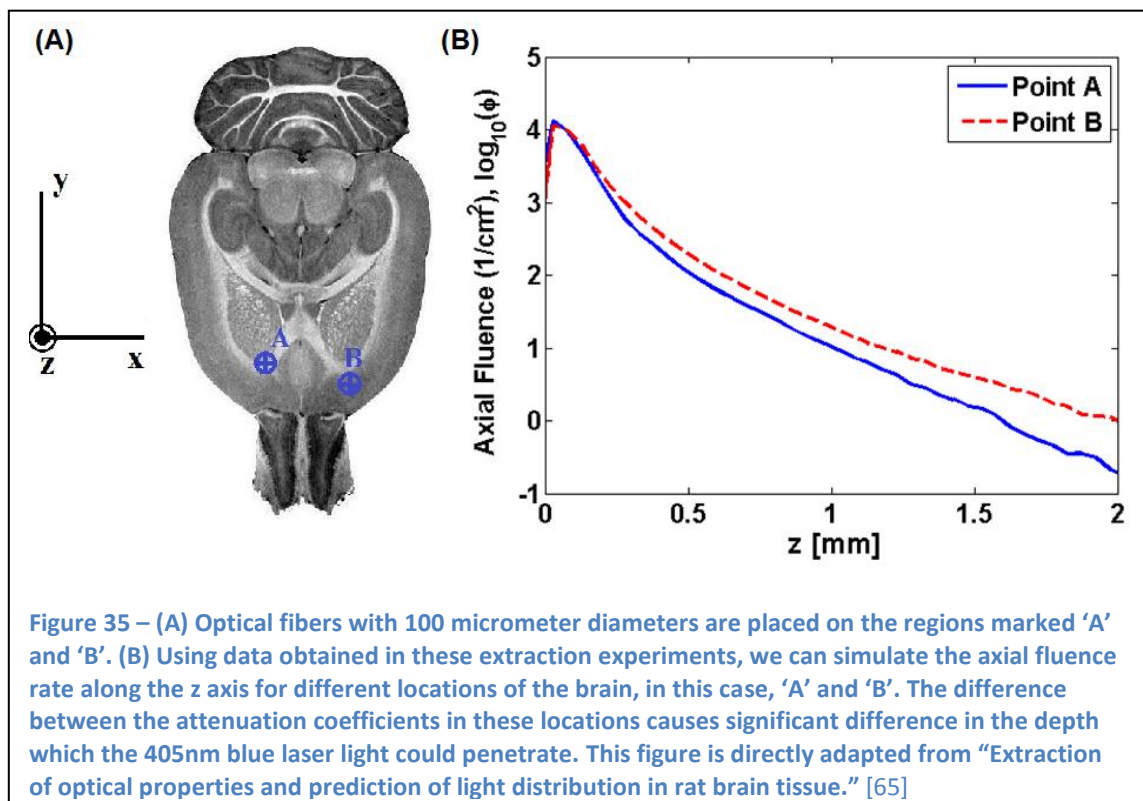 (A)
(B)
y
x
z
A
B
Axial Fluence (1/cm²), log₁₀(ϕ)
5
4
3
2
1
0
-1
Point A
Point B
0
0.5
1
1.5
2
z [mm]
Figure 35 – (A) Optical fibers with 100 micrometer diameters are placed on the regions marked ‘A’
and ‘B’. (B) Using data obtained in these extraction experiments, we can simulate the axial fluence
rate along the z axis for different locations of the brain, in this case, ‘A’ and ‘B’. The difference
between the attenuation coefficients in these locations causes significant difference in the depth
which the 405nm blue laser light could penetrate. This figure is directly adapted from “Extraction
of optical properties and prediction of light distribution in rat brain tissue.” [65]